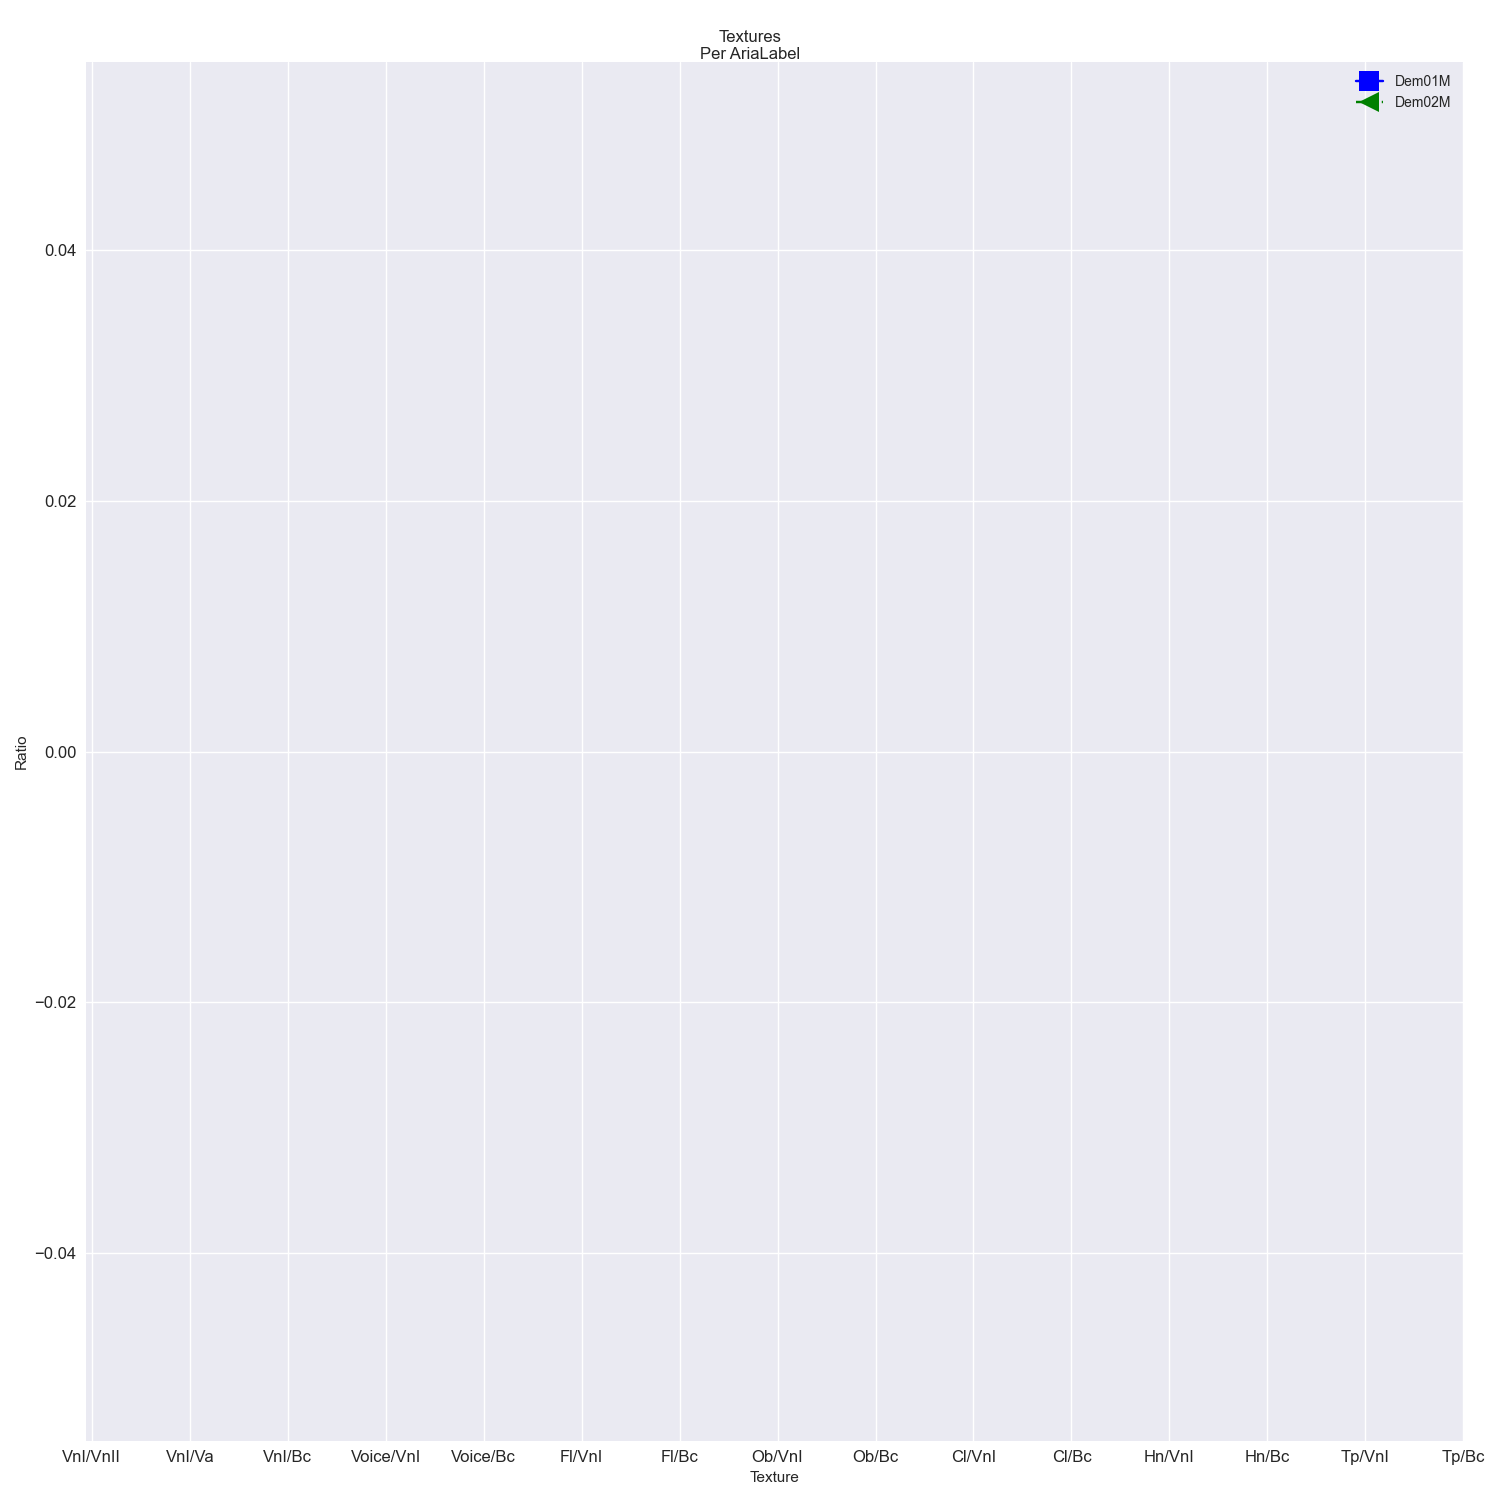 Textures
Per AriaLabel
Dem01M
Dem02M
0.04
0.02
0.00
−0.02
−0.04
Ratio
VnI/VnII VnI/Va VnI/Bc Voice/VnI Voice/Bc Fl/VnI Fl/Bc Ob/VnI Ob/Bc Cl/VnI Cl/Bc Hn/VnI Hn/Bc Tp/VnI Tp/Bc
Texture